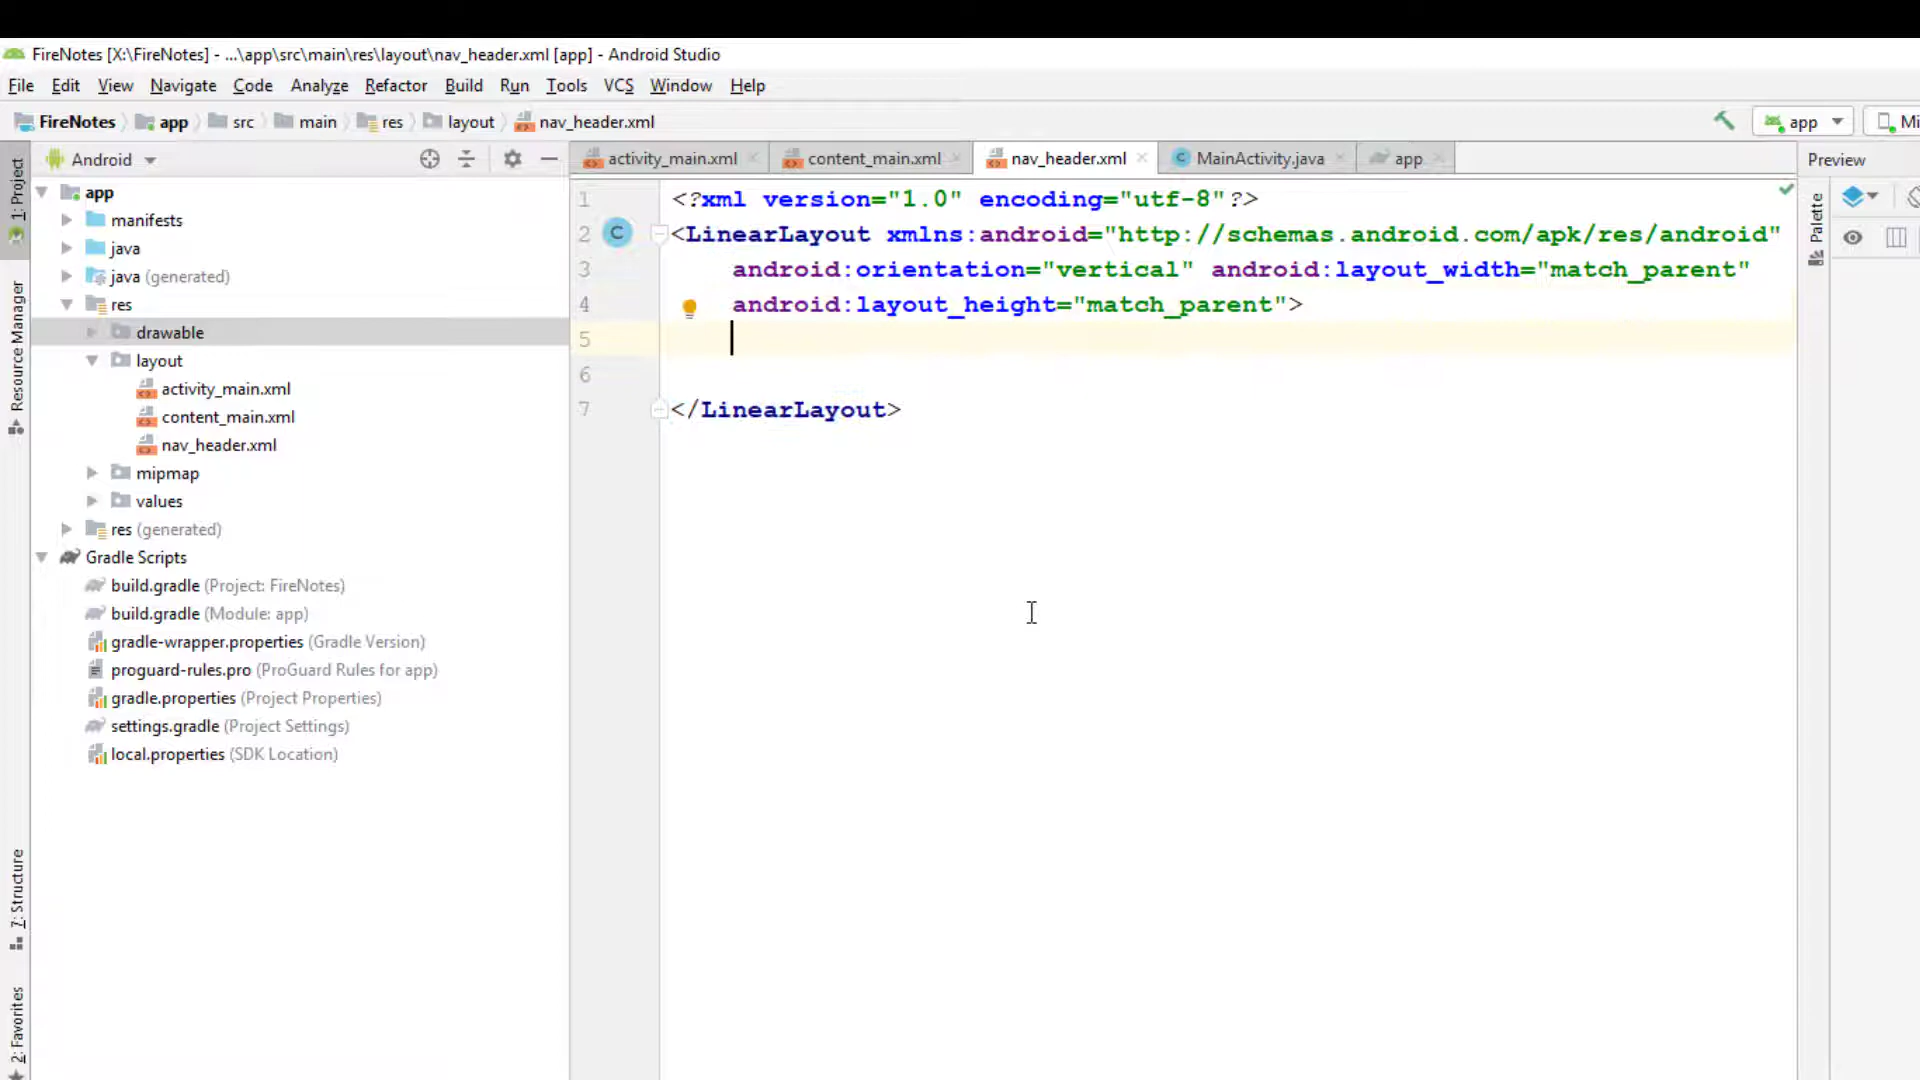 FireNotes [X:\FireNotes] - ...\app\src\main\res\layout\nav_header.xml [app] - Android Studio
File Edit View Navigate Code Analyze Refactor Build Run Tools VCS Window Help
FireNotes app src main res layout nav_header.xml app Mi
1: Project
Resource Manager
7: Structure
2: Favorites
Android
app
manifests
java
java (generated)
res
drawable
layout
activity_main.xml
content_main.xml
nav_header.xml
mipmap
values
res (generated)
Gradle Scripts
build.gradle (Project: FireNotes)
build.gradle (Module: app)
gradle-wrapper.properties (Gradle Version)
proguard-rules.pro (ProGuard Rules for app)
gradle.properties (Project Properties)
settings.gradle (Project Settings)
local.properties (SDK Location)
activity_main.xml content_main.xml nav_header.xml MainActivity.java app
1 <?xml version="1.0" encoding="utf-8"?>
2 C <LinearLayout xmlns:android="http://schemas.android.com/apk/res/android"
3 android:orientation="vertical" android:layout_width="match_parent"
4 android:layout_height="match_parent">
5
6
7 </LinearLayout>
Preview
Palette